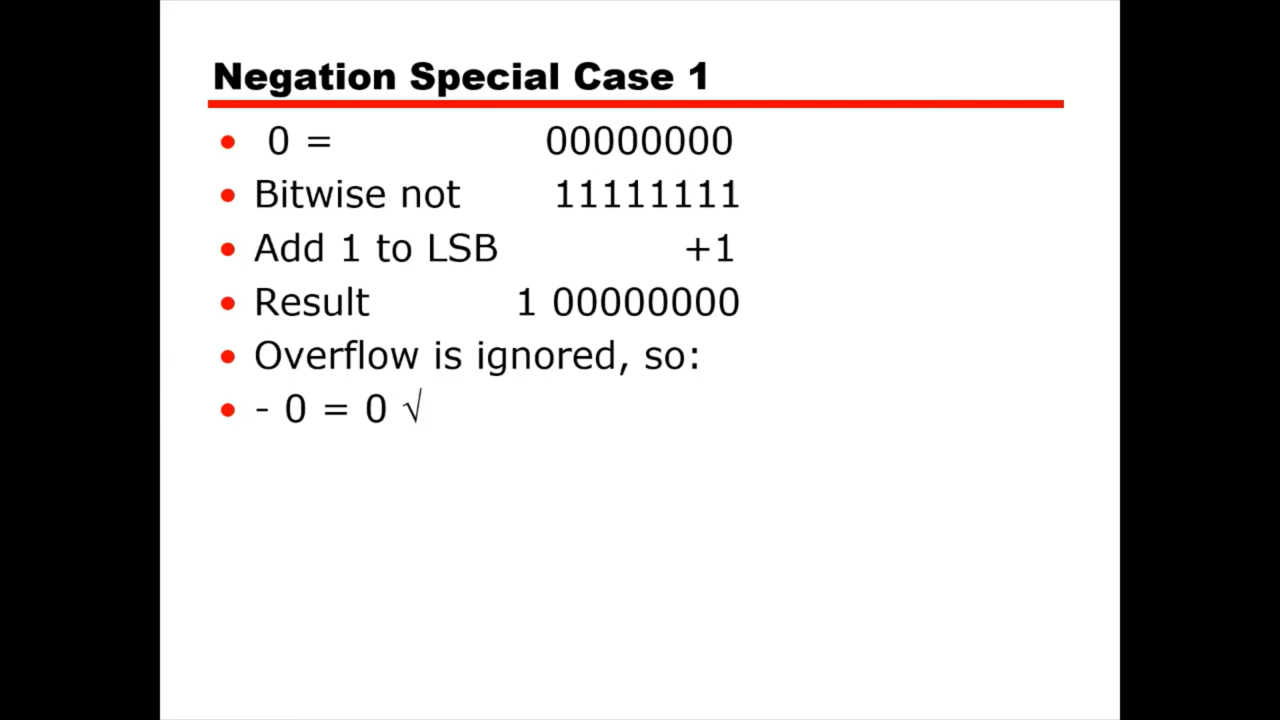 Negation Special Case 1
• 0 = 00000000
• Bitwise not 11111111
• Add 1 to LSB +1
• Result 1 00000000
• Overflow is ignored, so:
• - 0 = 0 √